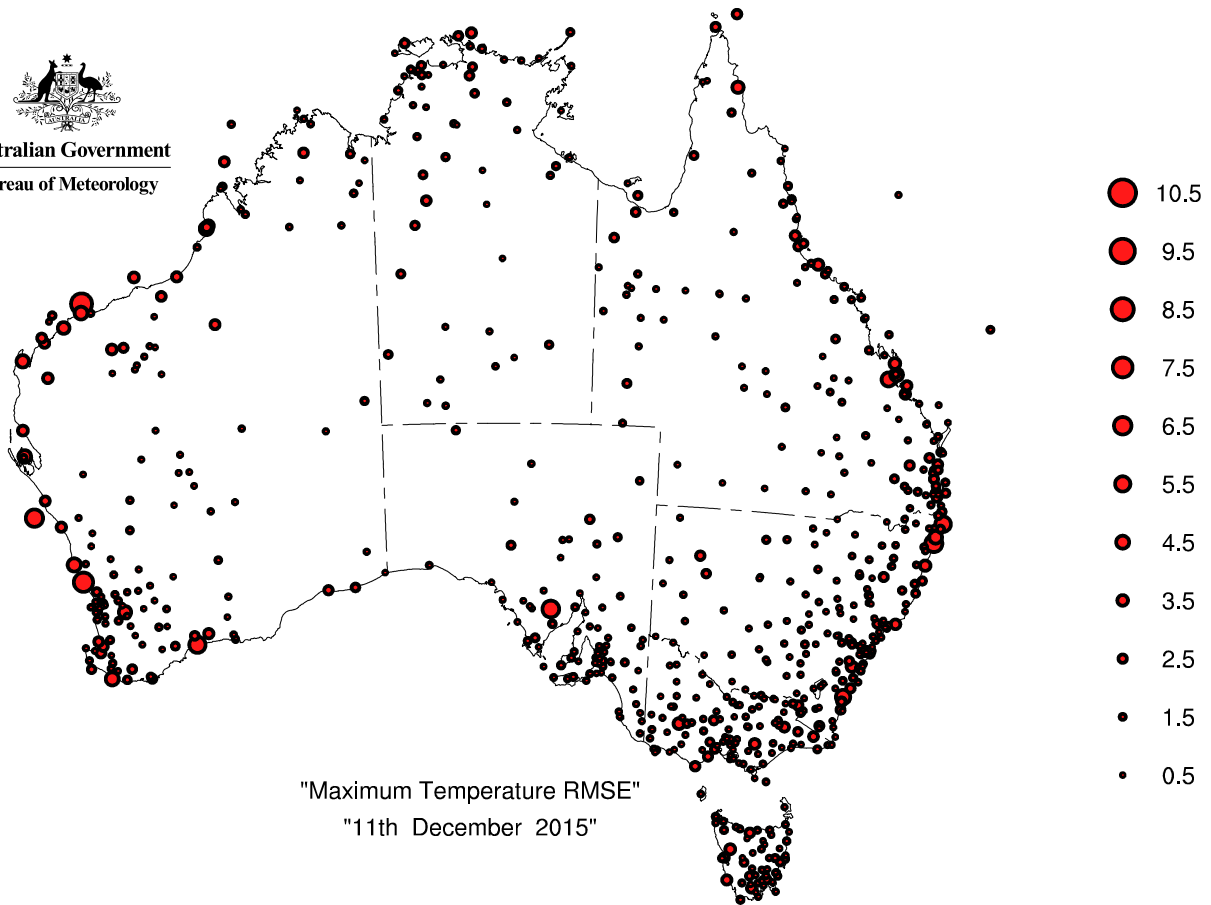 AUSTRALIA
tralian Government
reau of Meteorology
10.5
9.5
8.5
7.5
6.5
5.5
4.5
3.5
2.5
1.5
0.5
"Maximum Temperature RMSE"
"11th December 2015"